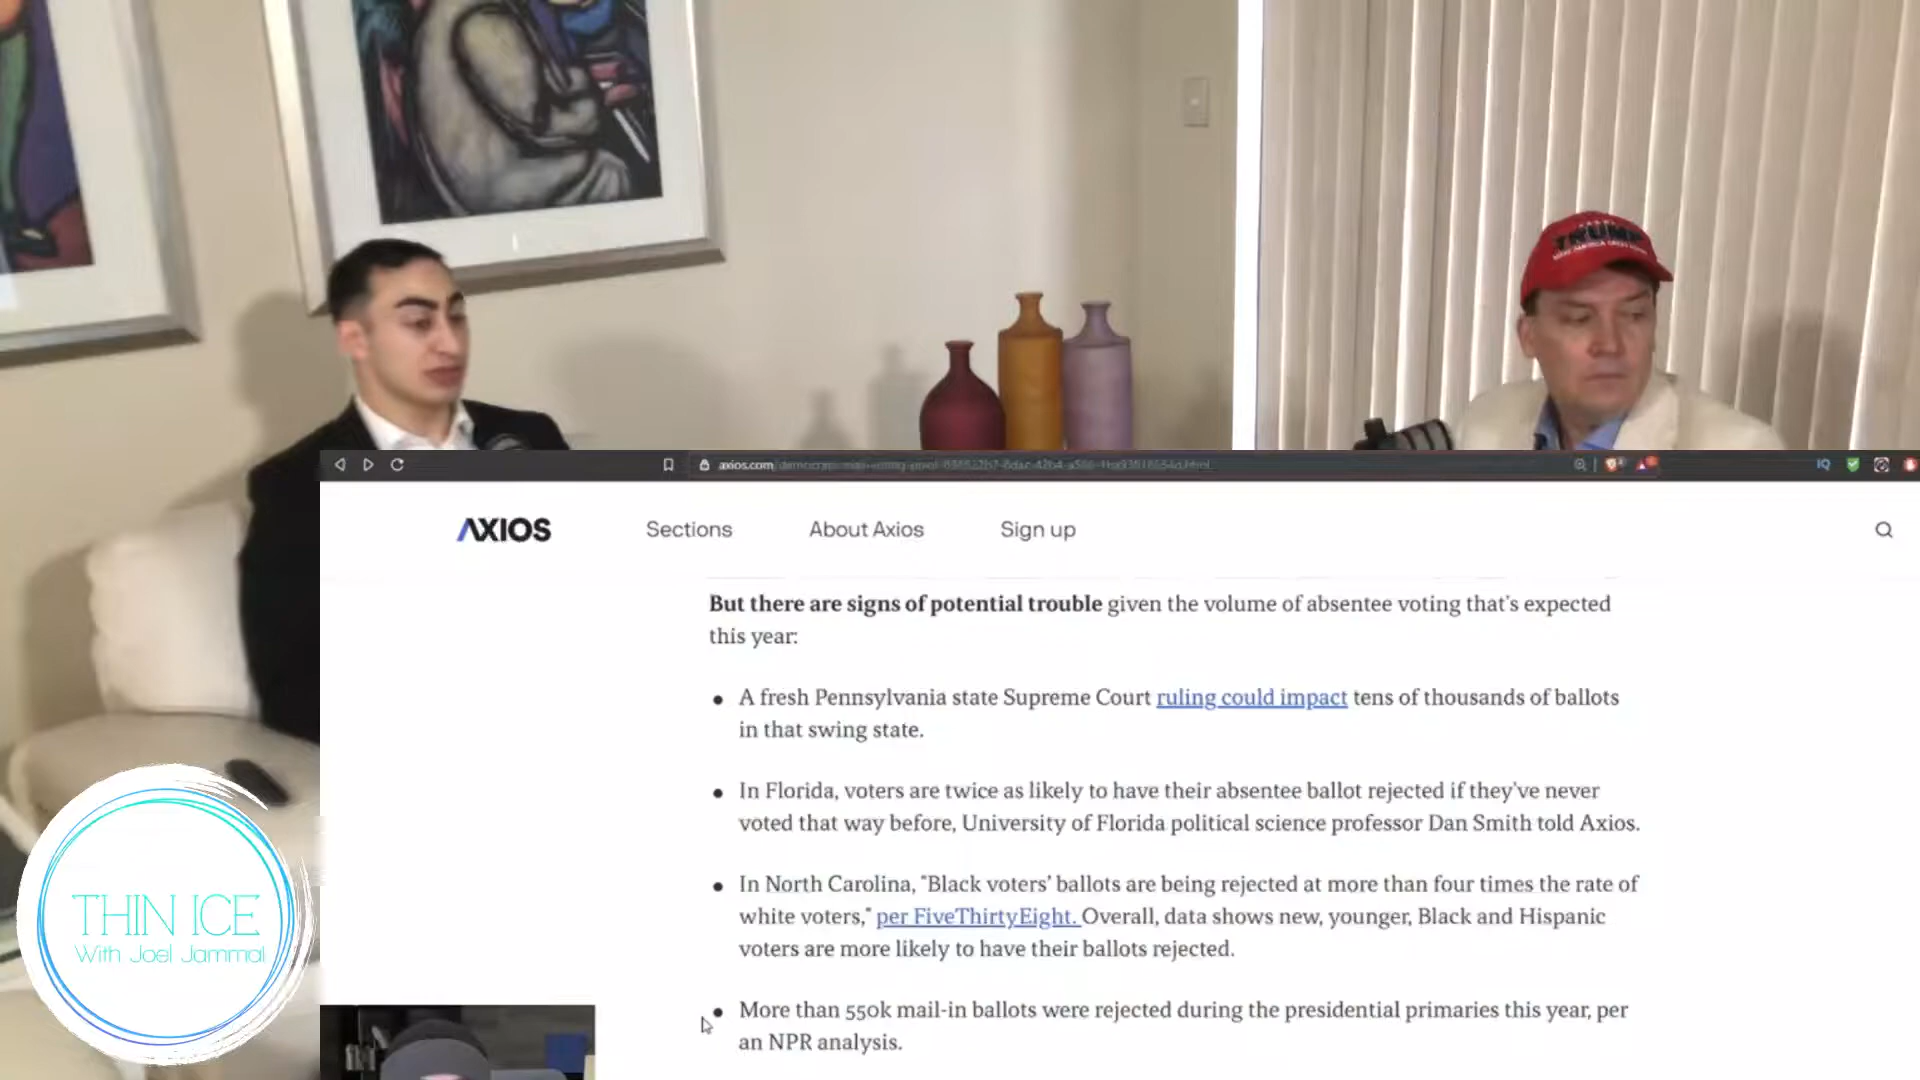 TRUMP
axios.com
AXIOS
Sections
About Axios
Sign up
But there are signs of potential trouble given the volume of absentee voting that's expected
this year:
A fresh Pennsylvania state Supreme Court ruling could impact tens of thousands of ballots
in that swing state.
In Florida, voters are twice as likely to have their absentee ballot rejected if they've never
voted that way before, University of Florida political science professor Dan Smith told Axios.
In North Carolina, "Black voters' ballots are being rejected at more than four times the rate of
white voters," per FiveThirtyEight. Overall, data shows new, younger, Black and Hispanic
voters are more likely to have their ballots rejected.
More than 550k mail-in ballots were rejected during the presidential primaries this year, per
an NPR analysis.
THIN ICE
With Joel Jammal